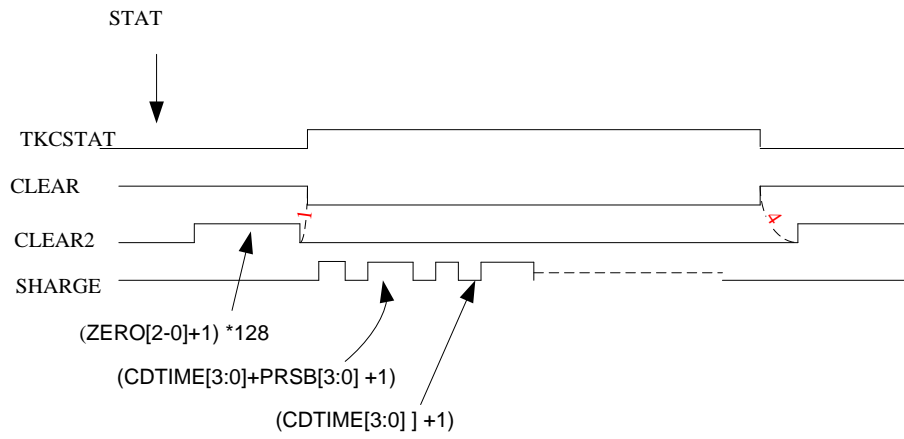 STAT
TKCSTAT
CLEAR
1
4
CLEAR2
SHARGE
(ZERO[2-0]+1) *128
(CDTIME[3:0]+PRSB[3:0] +1)
(CDTIME[3:0] ] +1)